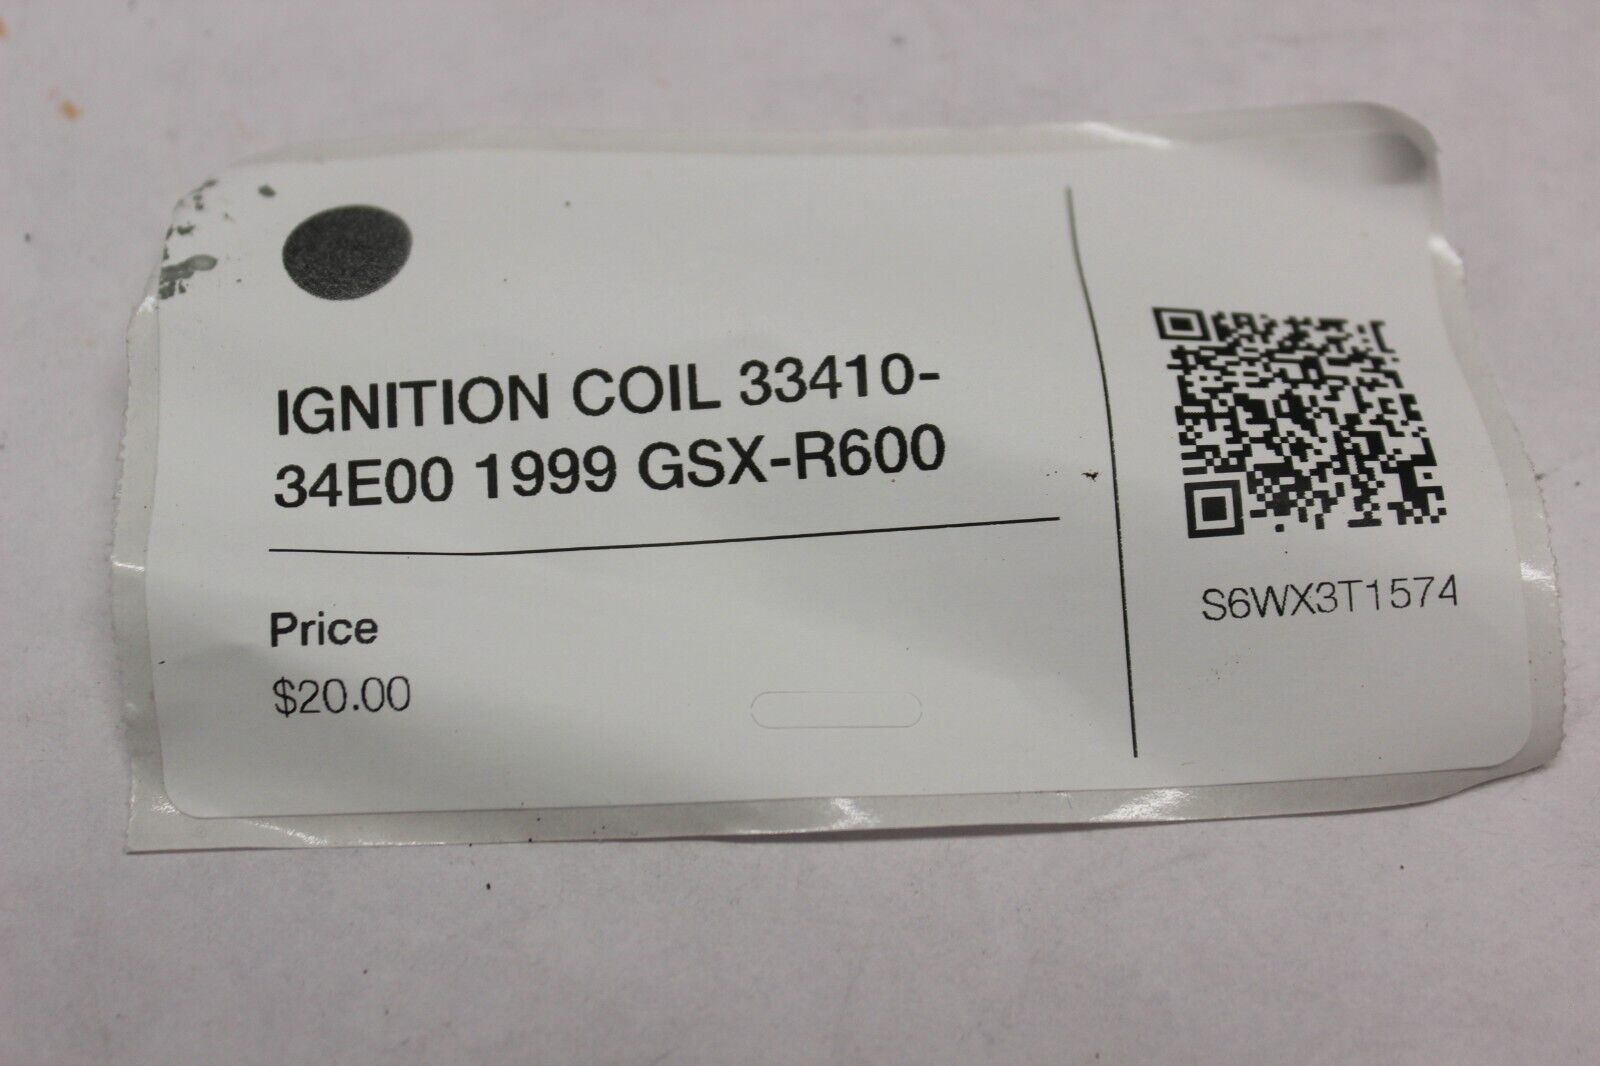 IGNITION COIL 33410-
34E00 1999 GSX-R600
Price
$20.00
S6WX3T1574